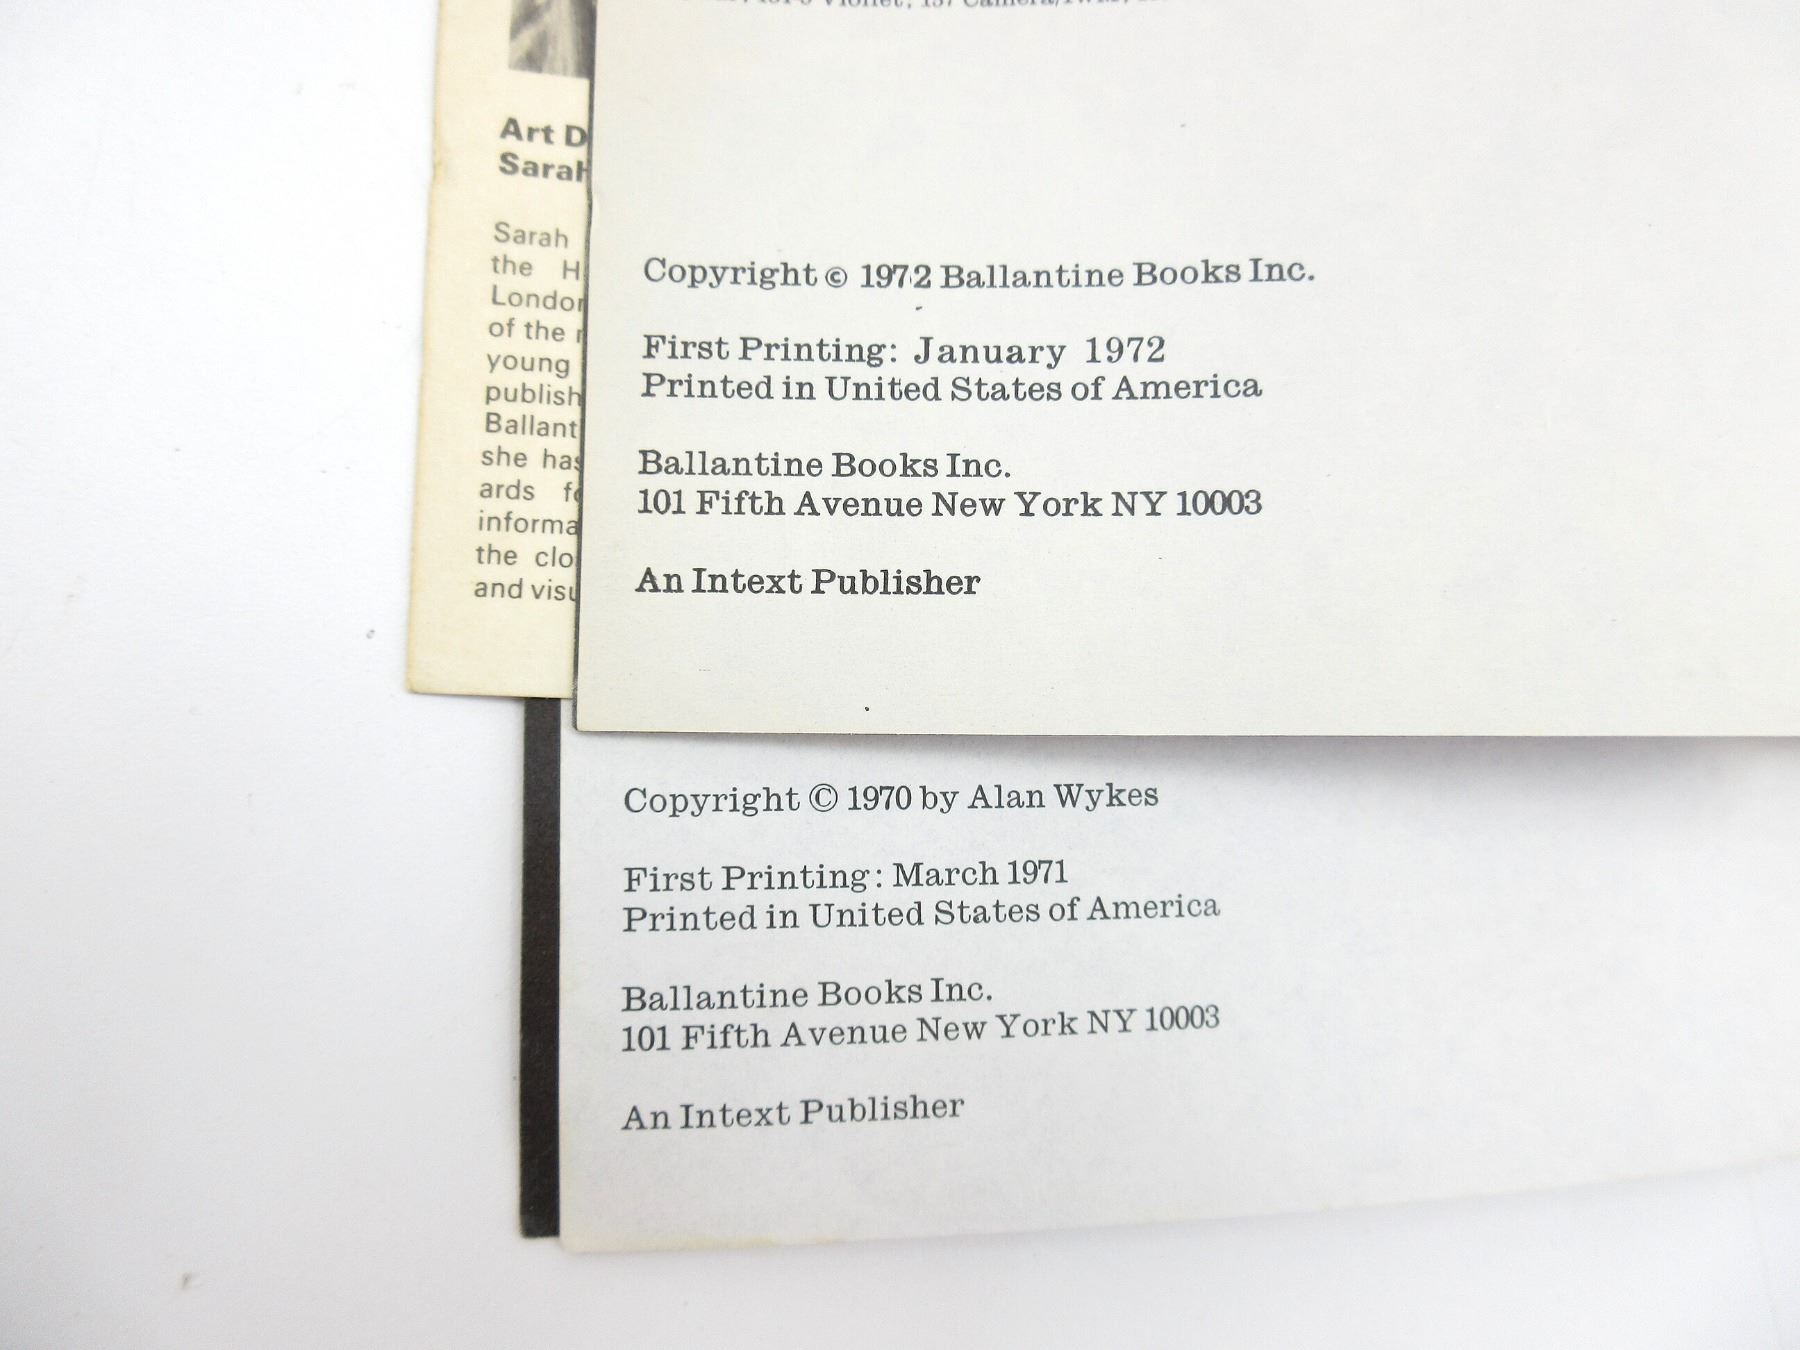 Art D
Sarah
Sarah
the H
London
of the
young
publish
Ballant
she has
ards
informa
the clo
and visu
Copyright © 1972 Ballantine Books Inc.
First Printing: January 1972
Printed in United States of America
Ballantine Books Inc.
101 Fifth Avenue New York NY 10003
An Intext Publisher
Copyright © 1970 by Alan Wykes
First Printing: March 1971
Printed in United States of America
Ballantine Books Inc.
101 Fifth Avenue New York NY 10003
An Intext Publisher